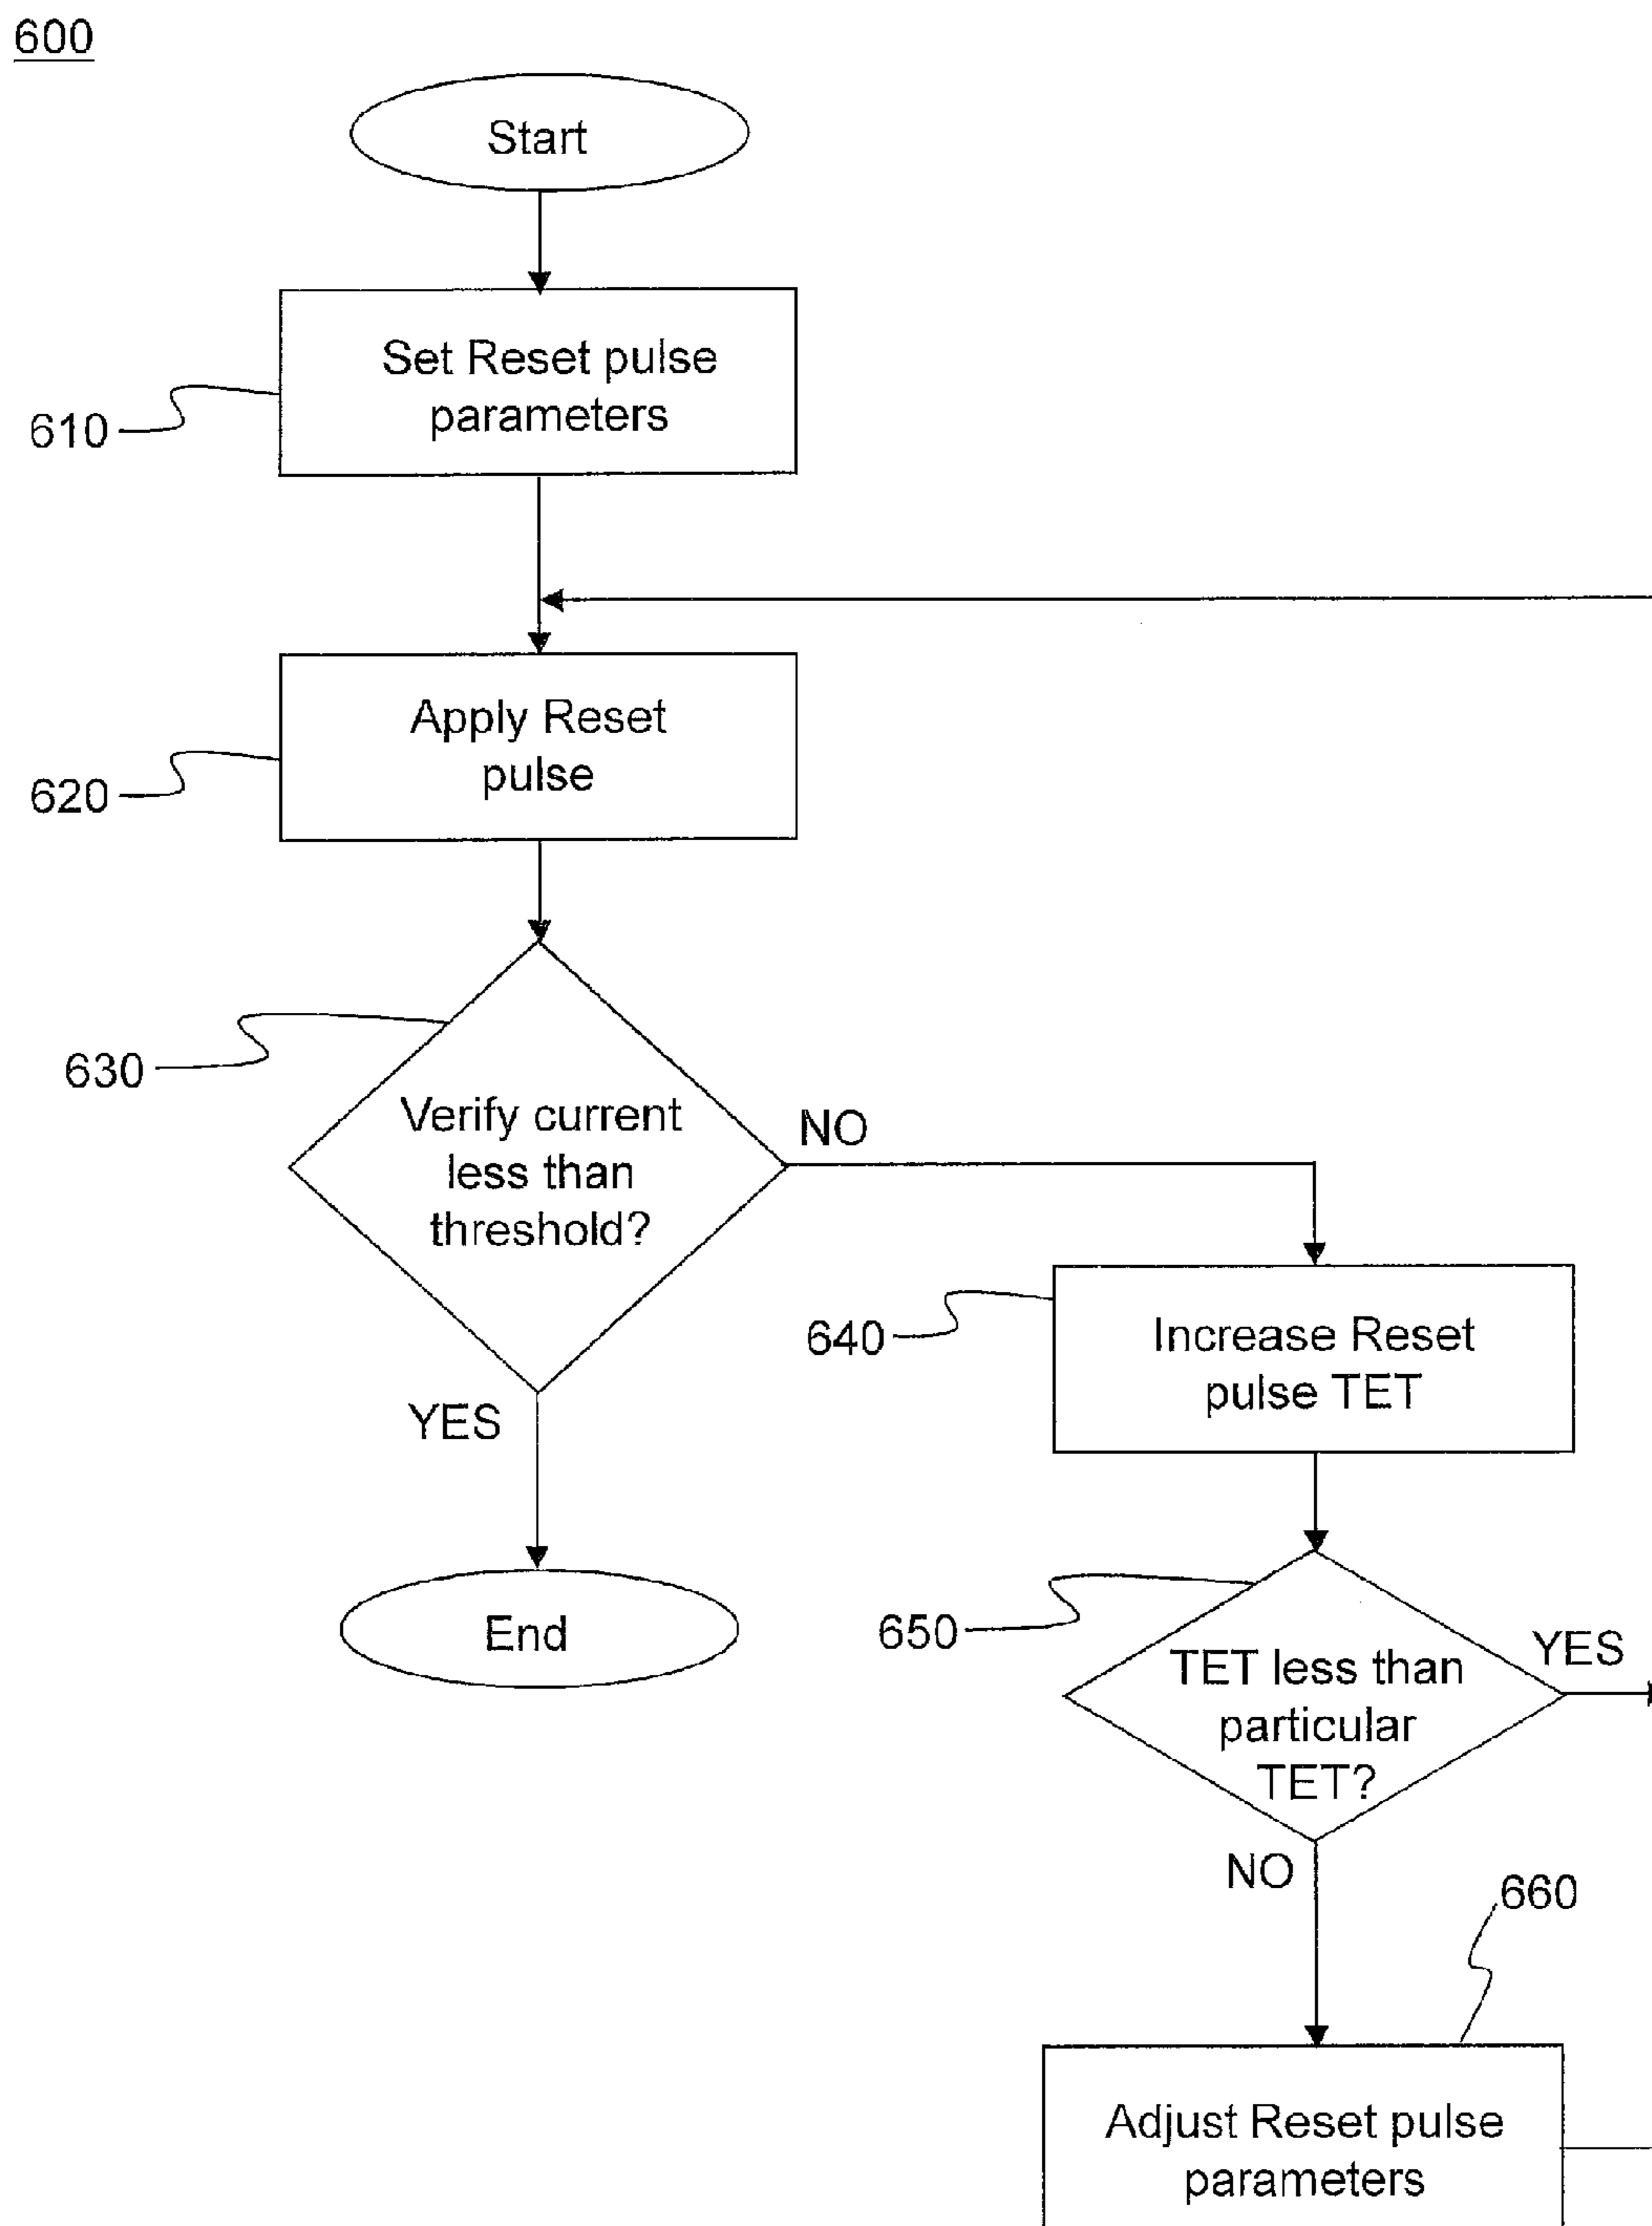 600
Start
Set Reset pulse
parameters
610
Apply Reset
pulse
620
630
Verify current
less than
threshold?
NO
YES
640
Increase Reset
pulse TET
End
650
TET less than
particular
TET?
YES
NO
660
Adjust Reset pulse
parameters